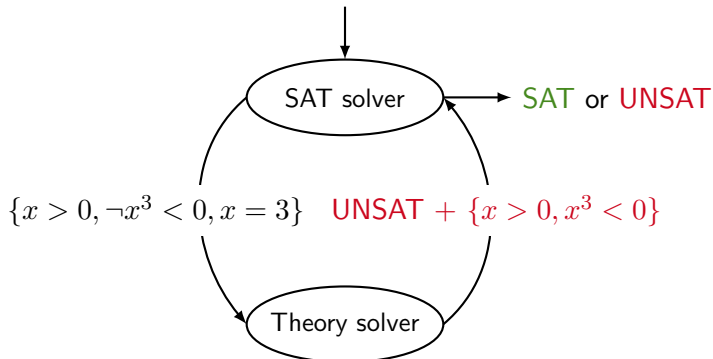 SAT solver
SAT or UNSAT
{x > 0, ¬x³ < 0, x = 3}
UNSAT + {x > 0, x³ < 0}
Theory solver